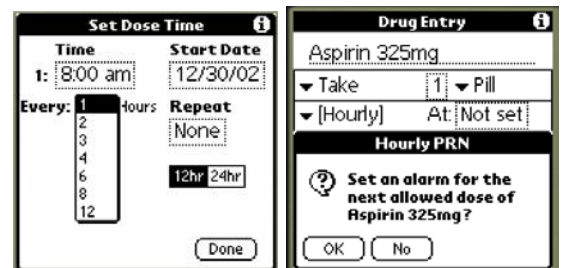 Set Dose Time i
Time Start Date
1: 8:00 am 12/30/02
Every: 1 Hours Repeat
2
3 None
4
6 12hr 24hr
8
12
Done
Drug Entry i
Aspirin 325mg
Take 1 Pill
[Hourly] At: Not set
Hourly PRN
? Set an alarm for the
next allowed dose of
Aspirin 325mg?
OK No